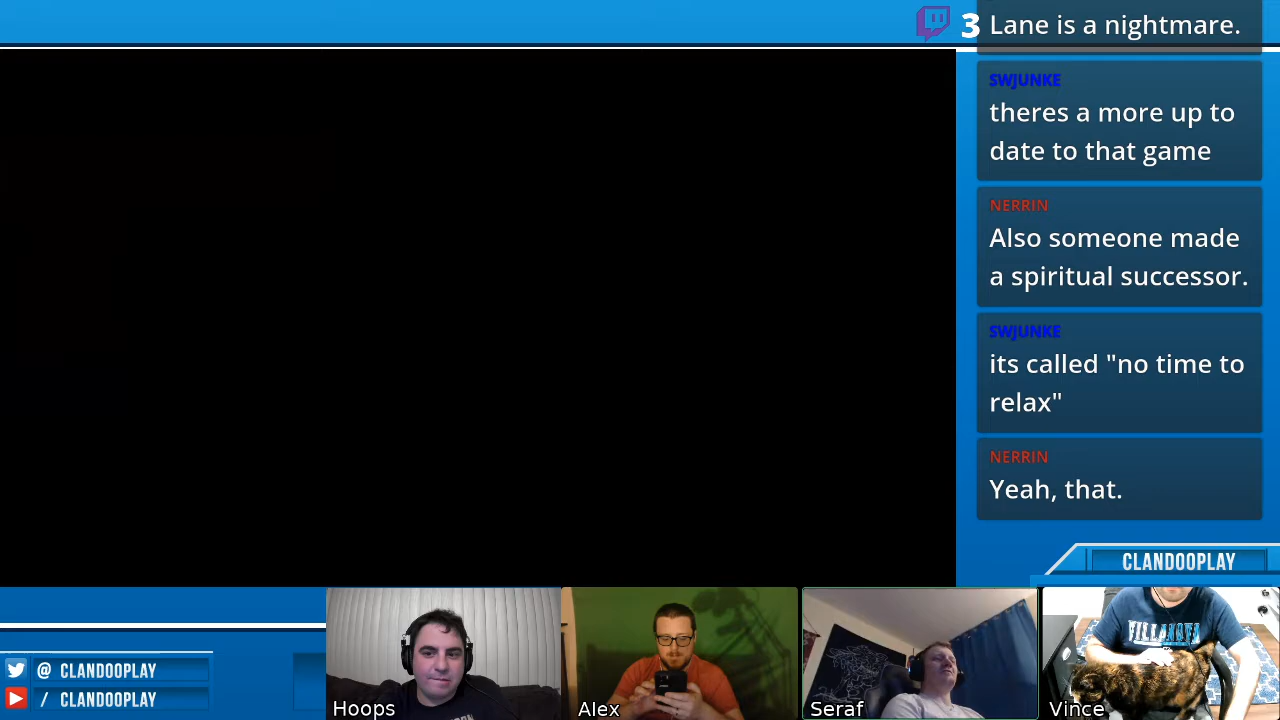 3
Lane is a nightmare.
SWJUNKE
theres a more up to
date to that game
NERRIN
Also someone made
a spiritual successor.
SWJUNKE
its called "no time to
relax"
NERRIN
Yeah, that.
CLANDOOPLAY
@ CLANDOOPLAY
/ CLANDOOPLAY
Hoops
Alex
Seraf
Vince
VILLANOVA